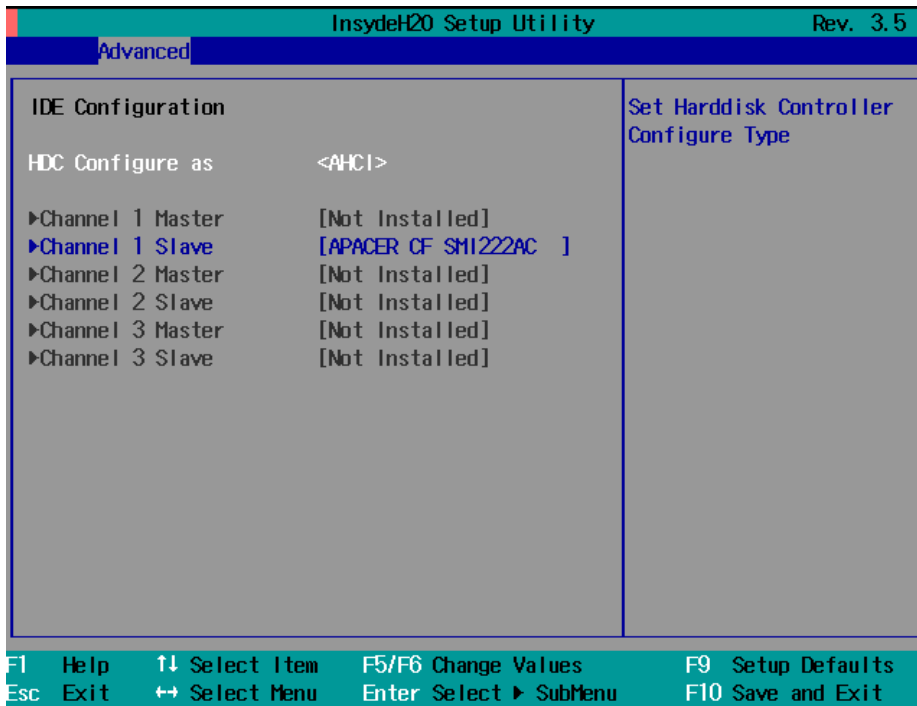 InsydeH2O Setup Utility Rev. 3.5
Advanced
IDE Configuration
HDC Configure as <AHCI>
▶Channel 1 Master [Not Installed]
▶Channel 1 Slave [APACER CF SMI222AC ]
▶Channel 2 Master [Not Installed]
▶Channel 2 Slave [Not Installed]
▶Channel 3 Master [Not Installed]
▶Channel 3 Slave [Not Installed]
Set Harddisk Controller
Configure Type
F1 Help ↑↓ Select Item F5/F6 Change Values F9 Setup Defaults
Esc Exit ↔ Select Menu Enter Select ▶ SubMenu F10 Save and Exit